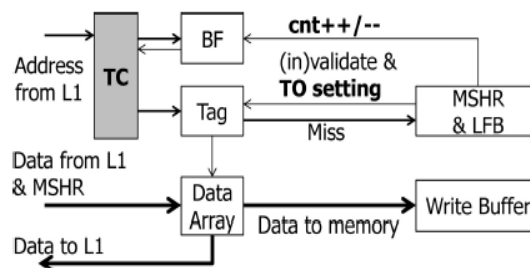 cnt++/--
BF
Address
from L1
TC
(in)validate &
TO setting
MSHR
& LFB
Tag
Miss
Data from L1
& MSHR
Data
Array
Data to memory
Write Buffer
Data to L1